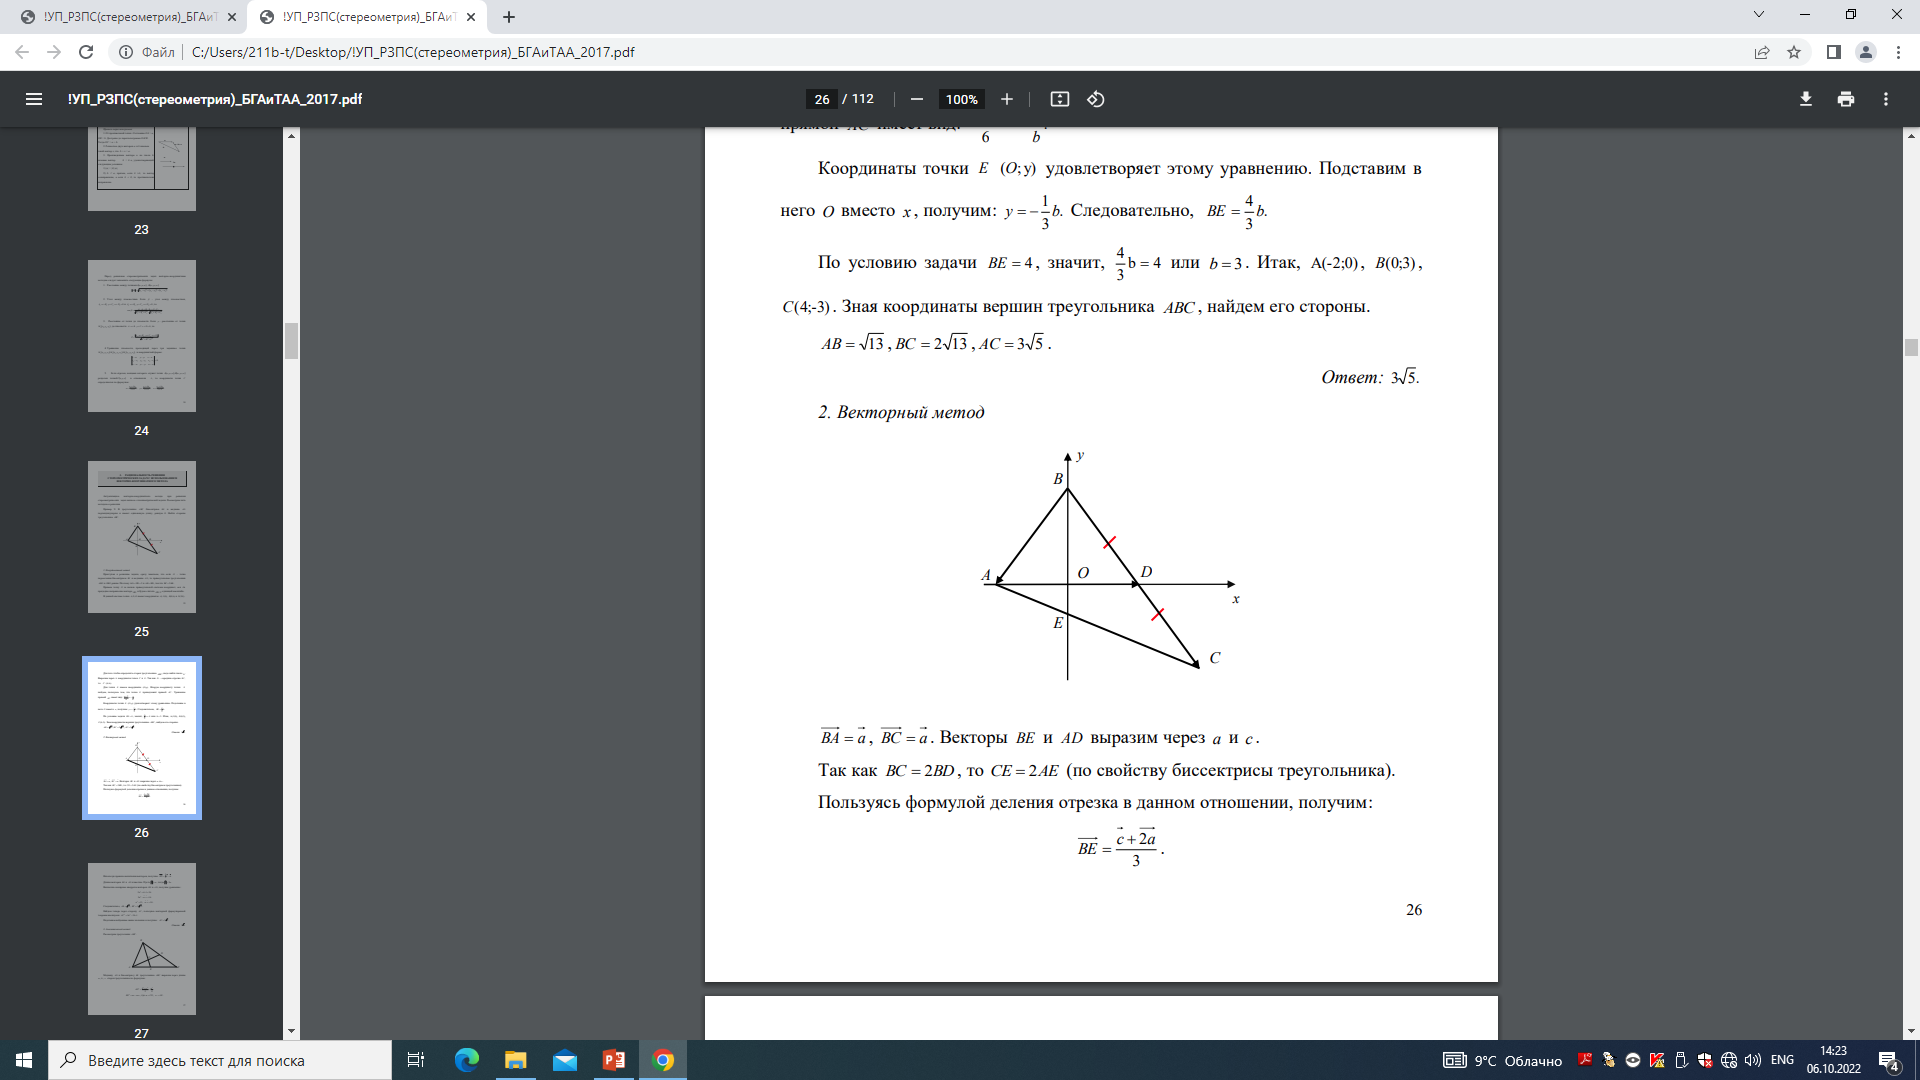 !УП_РЗПС(стереометрия)_БГАиТ
!УП_РЗПС(стереометрия)_БГАиТ
Файл
C:/Users/211b-t/Desktop/!УП_РЗПС(стереометрия)_БГАиТАА_2017.pdf
!УП_РЗПС(стереометрия)_БГАиТАА_2017.pdf
26 / 112
100%
23
24
25
26
27
6 b
Координаты точки E (O; y) удовлетворяет этому уравнению. Подставим в
него O вместо x, получим: y = −1/3 b. Следовательно, BE = 4/3 b.
По условию задачи BE = 4, значит, 4/3 b = 4 или b = 3. Итак, A(-2;0), B(0;3),
C(4;-3). Зная координаты вершин треугольника ABC, найдем его стороны.
AB = √13, BC = 2√13, AC = 3√5.
Ответ: 3√5.
2. Векторный метод
y
B
A
O
D
x
E
C
BA⃗ = a⃗, BC⃗ = a⃗. Векторы BE и AD выразим через a и c.
Так как BC = 2BD, то CE = 2AE (по свойству биссектрисы треугольника).
Пользуясь формулой деления отрезка в данном отношении, получим:
BE⃗ = (c⃗ + 2a⃗)/3.
26
Введите здесь текст для поиска
9°C Облачно
ENG
14:23
06.10.2022
4